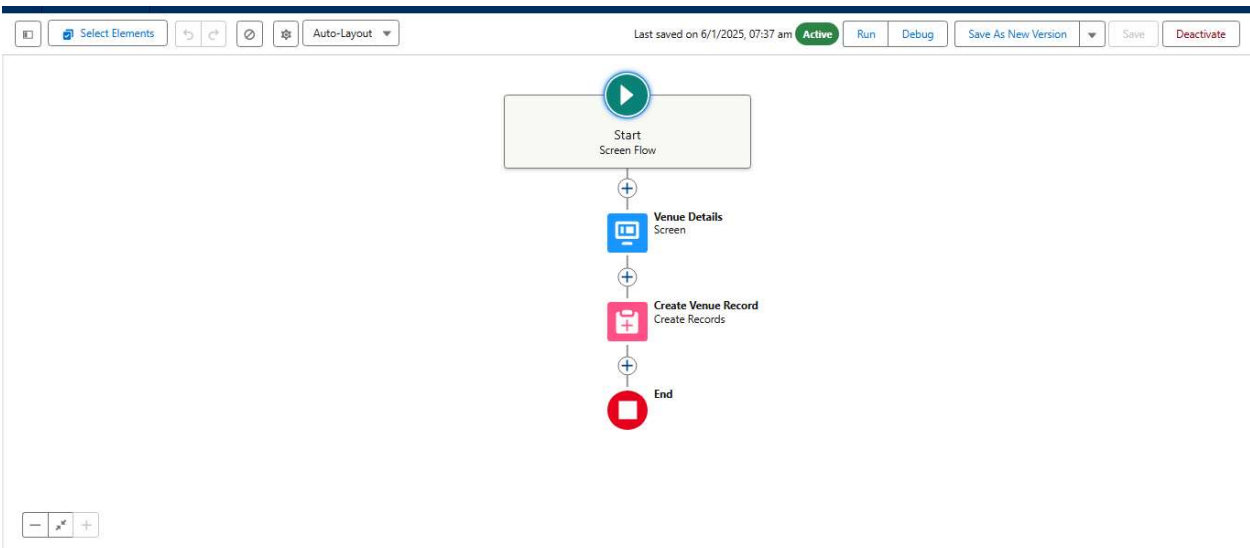 Select Elements
Auto-Layout
Last saved on 6/1/2025, 07:37 am
Active
Run
Debug
Save As New Version
Save
Deactivate
Start
Screen Flow
Venue Details
Screen
Create Venue Record
Create Records
End